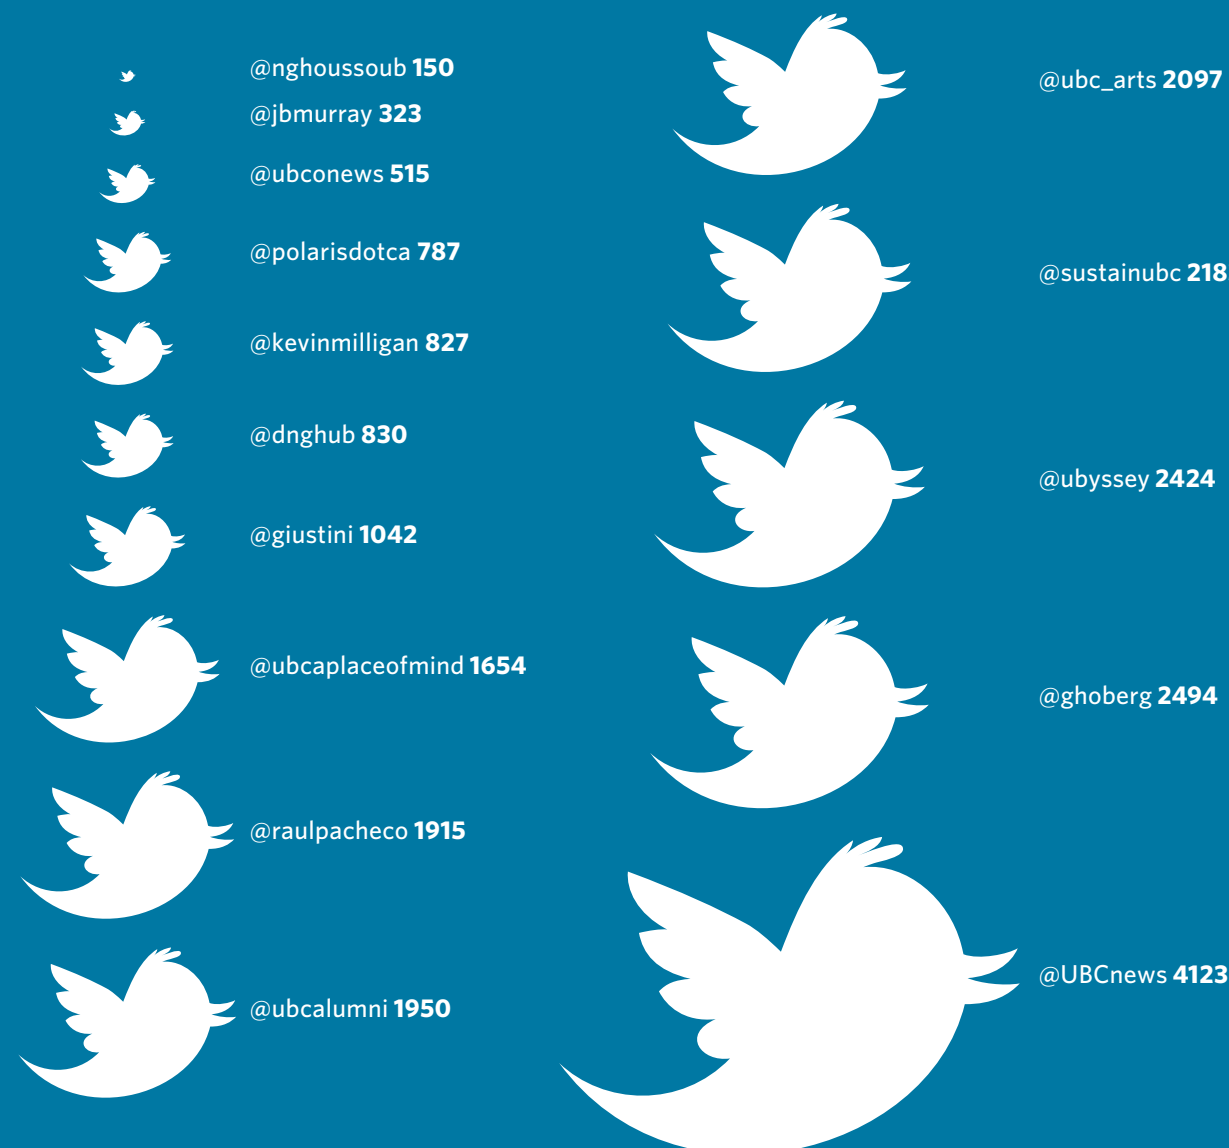 @nghoussoub 150
@jbmurray 323
@ubconews 515
@polarisdotca 787
@kevinmilligan 827
@dnghub 830
@giustini 1042
@ubcaplaceofmind 1654
@raulpacheco 1915
@ubcalumni 1950
@ubc_arts 2097
@sustainubc 218
@ubyssey 2424
@ghoberg 2494
@UBCnews 4123